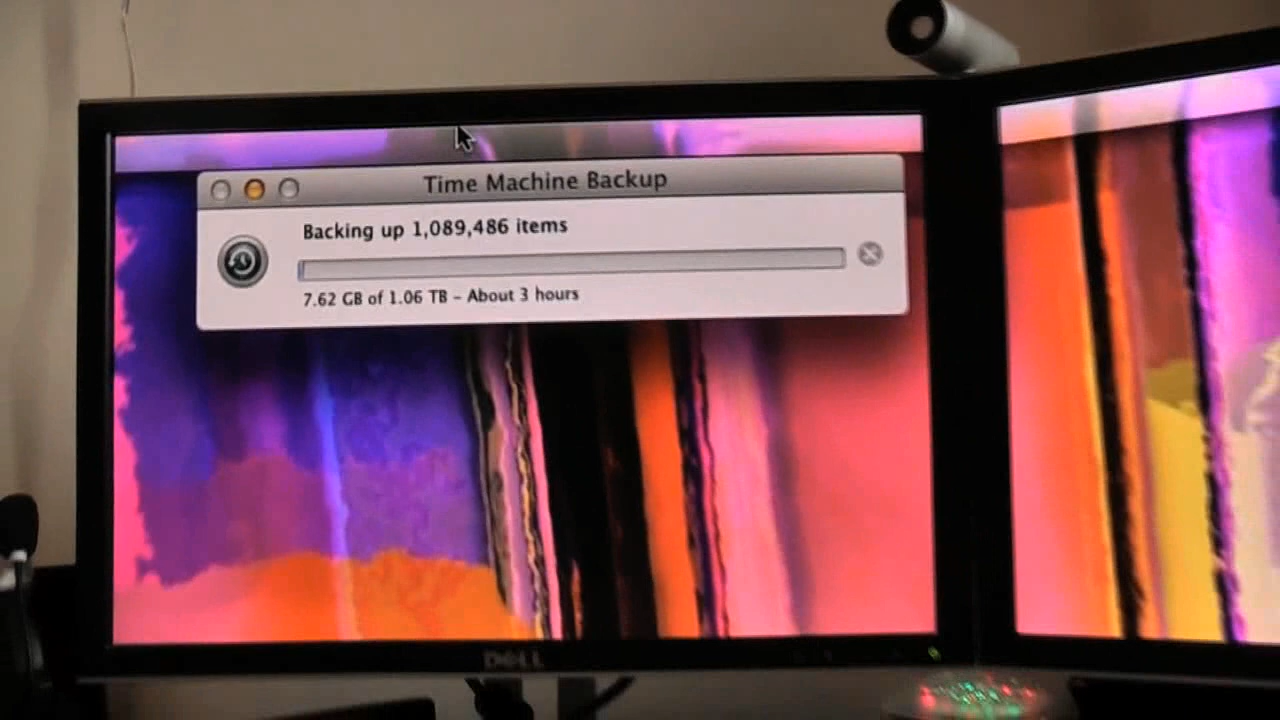 Time Machine Backup
Backing up 1,089,486 items
7.62 GB of 1.06 TB – About 3 hours
DELL